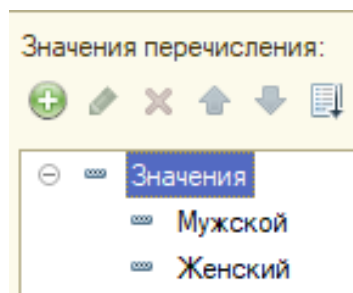 Значения перечисления:
Значения
Мужской
Женский